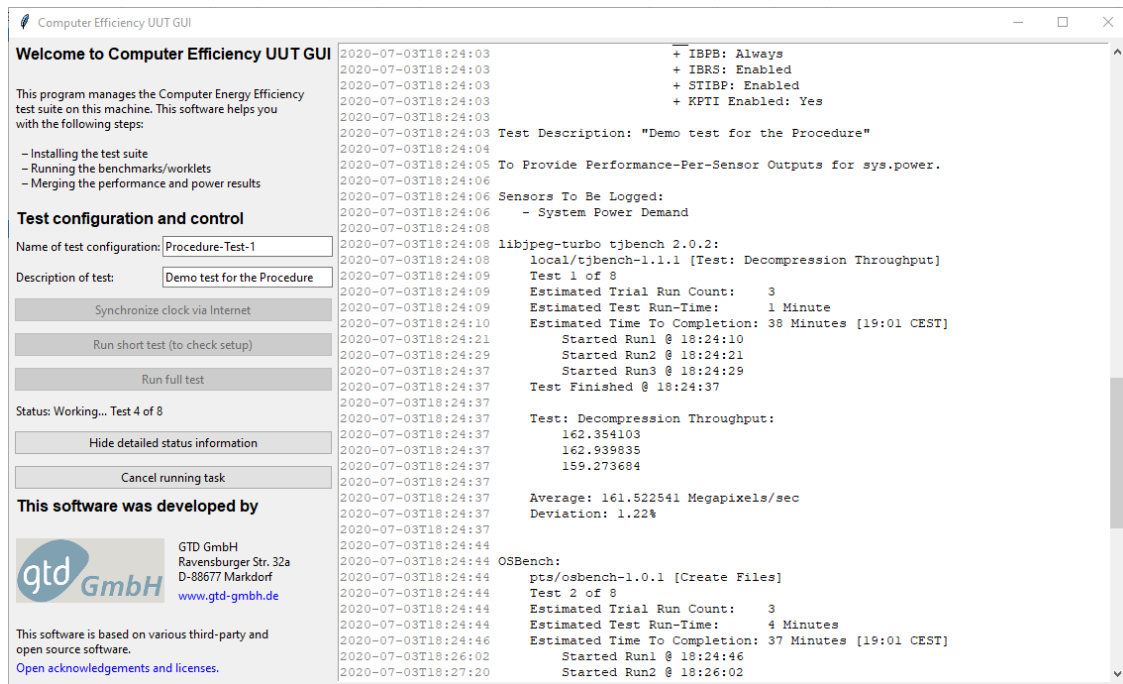 Computer Efficiency UUT GUI
Welcome to Computer Efficiency UUT GUI
This program manages the Computer Energy Efficiency
test suite on this machine. This software helps you
with the following steps:
– Installing the test suite
– Running the benchmarks/worklets
– Merging the performance and power results
Test configuration and control
Name of test configuration: Procedure-Test-1
Description of test: Demo test for the Procedure
Synchronize clock via Internet
Run short test (to check setup)
Run full test
Status: Working... Test 4 of 8
Hide detailed status information
Cancel running task
This software was developed by
gtd GmbH
GTD GmbH
Ravensburger Str. 32a
D-88677 Markdorf
www.gtd-gmbh.de
This software is based on various third-party and
open source software.
Open acknowledgements and licenses.
2020-07-03T18:24:03 + IBPB: Always
2020-07-03T18:24:03 + IBRS: Enabled
2020-07-03T18:24:03 + STIBP: Enabled
2020-07-03T18:24:03 + KPTI Enabled: Yes
2020-07-03T18:24:03
2020-07-03T18:24:03 Test Description: "Demo test for the Procedure"
2020-07-03T18:24:04
2020-07-03T18:24:05 To Provide Performance-Per-Sensor Outputs for sys.power.
2020-07-03T18:24:06
2020-07-03T18:24:06 Sensors To Be Logged:
2020-07-03T18:24:06 - System Power Demand
2020-07-03T18:24:08
2020-07-03T18:24:08 libjpeg-turbo tjbench 2.0.2:
2020-07-03T18:24:08 local/tjbench-1.1.1 [Test: Decompression Throughput]
2020-07-03T18:24:09 Test 1 of 8
2020-07-03T18:24:09 Estimated Trial Run Count: 3
2020-07-03T18:24:09 Estimated Test Run-Time: 1 Minute
2020-07-03T18:24:10 Estimated Time To Completion: 38 Minutes [19:01 CEST]
2020-07-03T18:24:21 Started Run1 @ 18:24:10
2020-07-03T18:24:29 Started Run2 @ 18:24:21
2020-07-03T18:24:37 Started Run3 @ 18:24:29
2020-07-03T18:24:37 Test Finished @ 18:24:37
2020-07-03T18:24:37
2020-07-03T18:24:37 Test: Decompression Throughput:
2020-07-03T18:24:37 162.354103
2020-07-03T18:24:37 162.939835
2020-07-03T18:24:37 159.273684
2020-07-03T18:24:37
2020-07-03T18:24:37 Average: 161.522541 Megapixels/sec
2020-07-03T18:24:37 Deviation: 1.22%
2020-07-03T18:24:37
2020-07-03T18:24:44
2020-07-03T18:24:44 OSBench:
2020-07-03T18:24:44 pts/osbench-1.0.1 [Create Files]
2020-07-03T18:24:44 Test 2 of 8
2020-07-03T18:24:44 Estimated Trial Run Count: 3
2020-07-03T18:24:44 Estimated Test Run-Time: 4 Minutes
2020-07-03T18:24:46 Estimated Time To Completion: 37 Minutes [19:01 CEST]
2020-07-03T18:26:02 Started Run1 @ 18:24:46
2020-07-03T18:27:20 Started Run2 @ 18:26:02